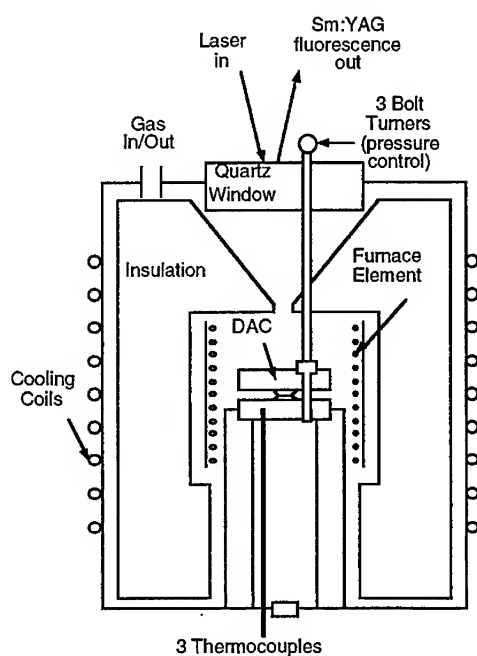 Laser
in
Sm:YAG
fluorescence
out
3 Bolt
Turners
(pressure
control)
Gas
In/Out
Quartz
Window
Insulation
Furnace
Element
DAC
Cooling
Coils
3 Thermocouples